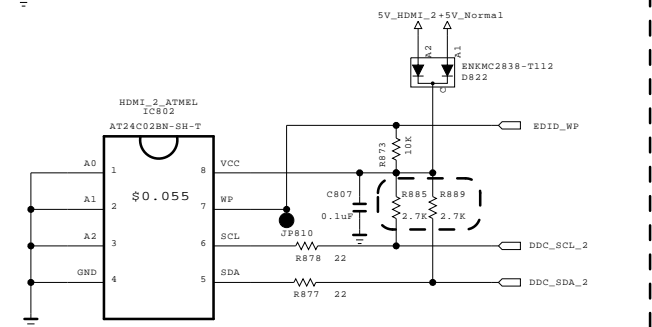 5V_HDMI_2 +5V_Normal
A2
A1
C
ENKMC2838-T112
D822
HDMI_2_ATMEL
IC802
AT24C02BN-SH-T
EDID_WP
R873
10K
A0 1 8 VCC
$0.055
C807
0.1uF
R885 R889
2.7K 2.7K
A1 2 7 WP
JP810
A2 3 6 SCL
R878 22
DDC_SCL_2
GND 4 5 SDA
R877 22
DDC_SDA_2